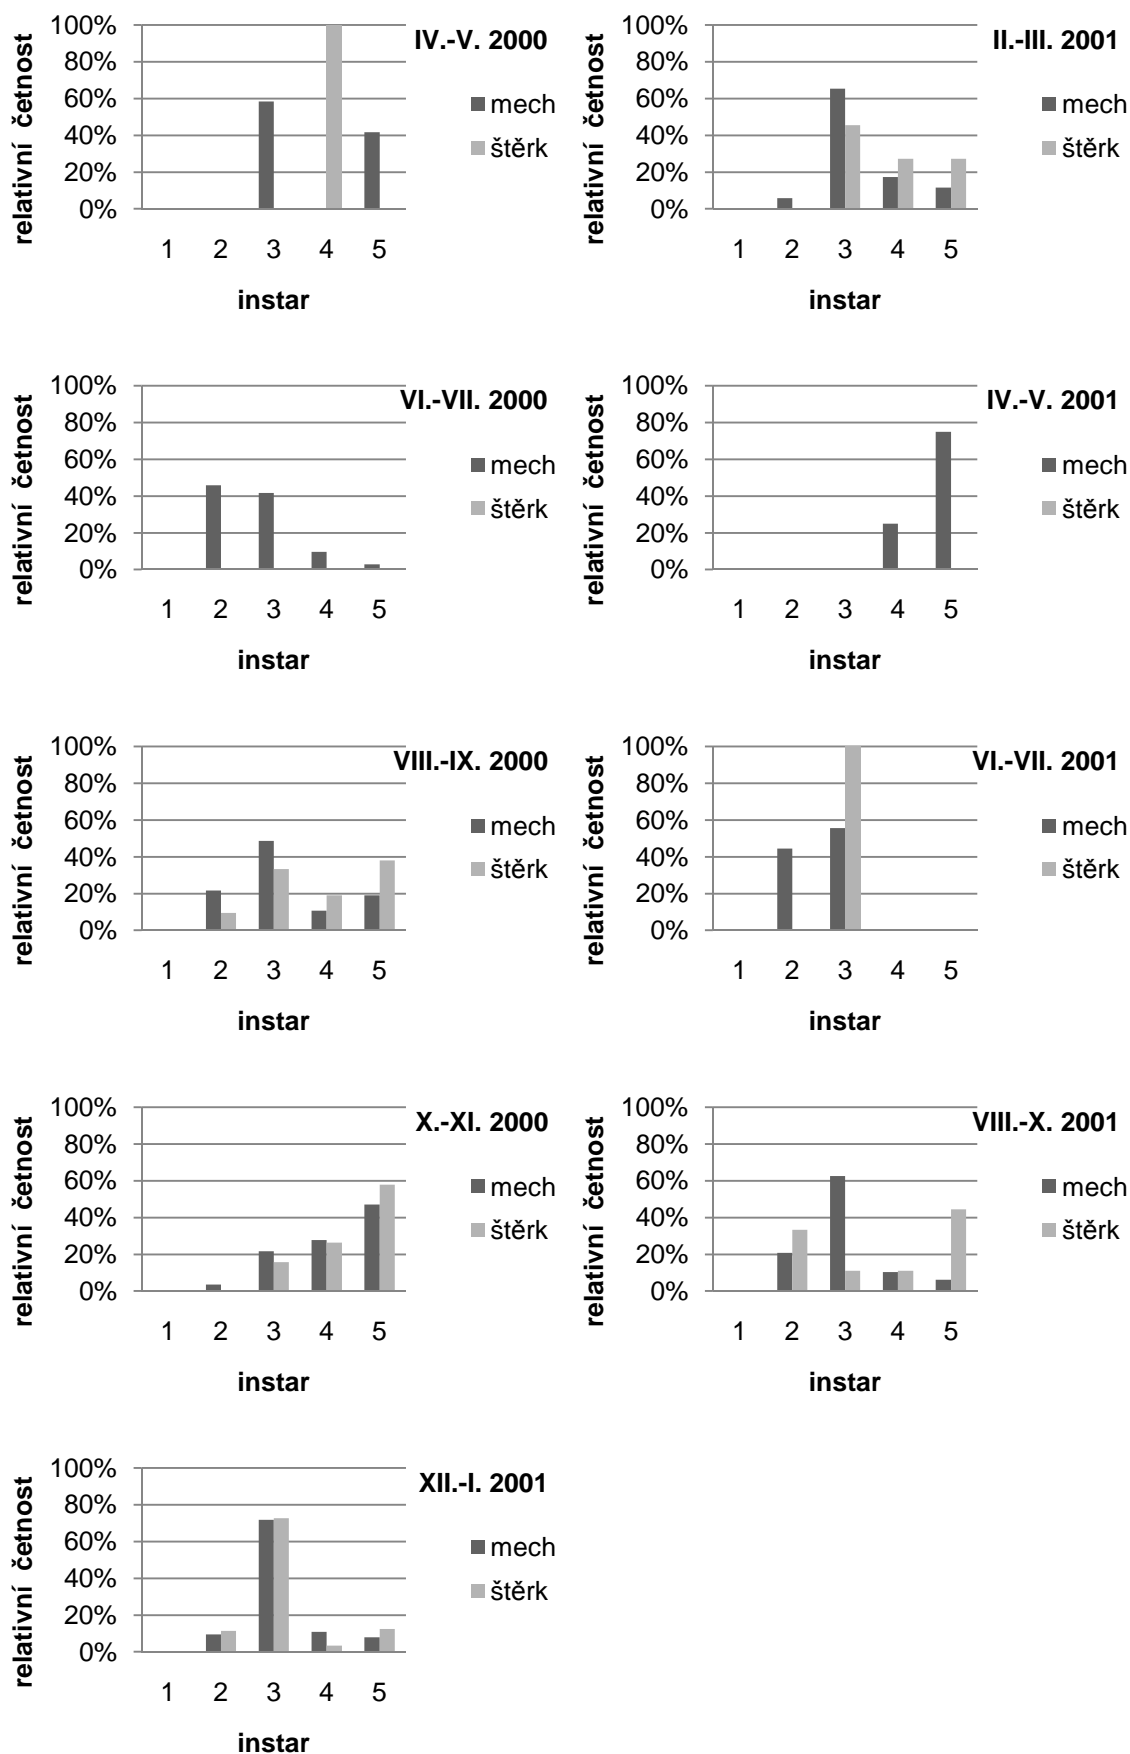 IV.-V. 2000
relativní četnost
100%
80%
60%
40%
20%
0%
1 2 3 4 5
instar
mech
štěrk
II.-III. 2001
relativní četnost
100%
80%
60%
40%
20%
0%
1 2 3 4 5
instar
mech
štěrk
VI.-VII. 2000
relativní četnost
100%
80%
60%
40%
20%
0%
1 2 3 4 5
instar
mech
štěrk
IV.-V. 2001
relativní četnost
100%
80%
60%
40%
20%
0%
1 2 3 4 5
instar
mech
štěrk
VIII.-IX. 2000
relativní četnost
100%
80%
60%
40%
20%
0%
1 2 3 4 5
instar
mech
štěrk
VI.-VII. 2001
relativní četnost
100%
80%
60%
40%
20%
0%
1 2 3 4 5
instar
mech
štěrk
X.-XI. 2000
relativní četnost
100%
80%
60%
40%
20%
0%
1 2 3 4 5
instar
mech
štěrk
VIII.-X. 2001
relativní četnost
100%
80%
60%
40%
20%
0%
1 2 3 4 5
instar
mech
štěrk
XII.-I. 2001
relativní četnost
100%
80%
60%
40%
20%
0%
1 2 3 4 5
instar
mech
štěrk